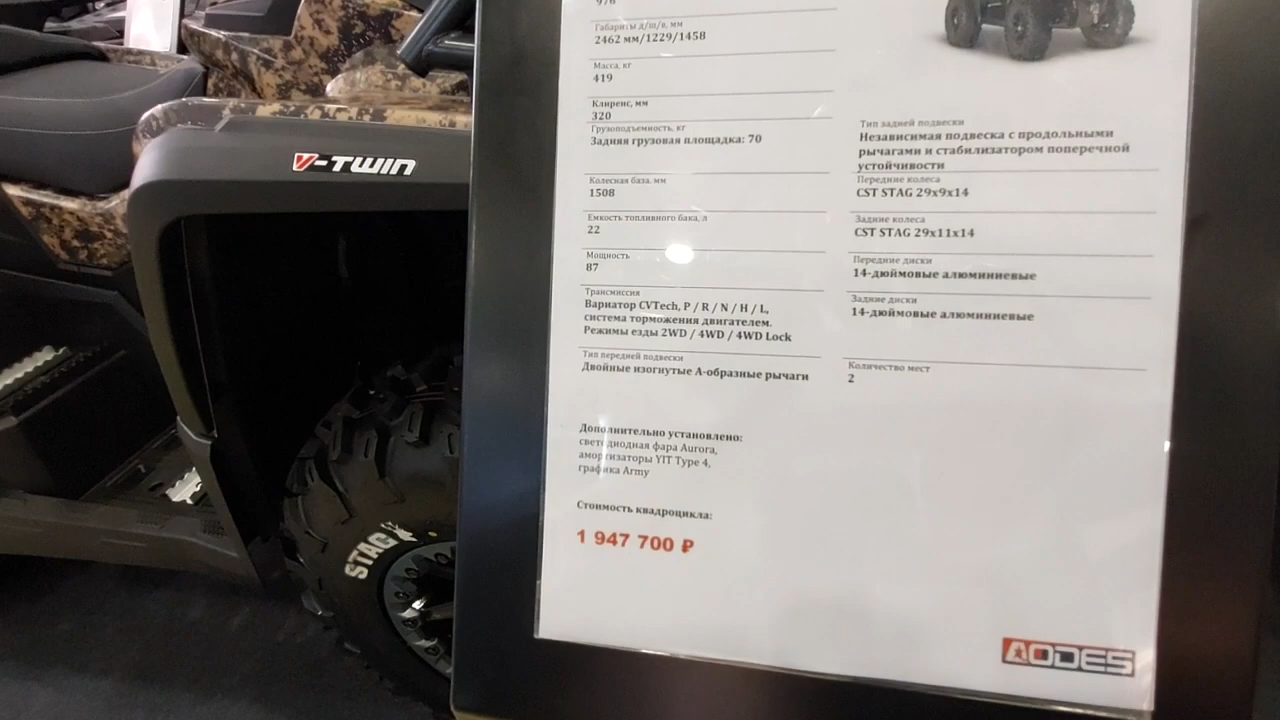 V-TWIN
STAG
976
Габариты д/ш/в, мм
2462 мм/1229/1458
Масса, кг
419
Клиренс, мм
320
Грузоподъемность, кг
Задняя грузовая площадка: 70
Колесная база, мм
1508
Емкость топливного бака, л
22
Мощность
87
Трансмиссия
Вариатор CVTech, P / R / N / H / L,
система торможения двигателем.
Режимы езды 2WD / 4WD / 4WD Lock
Тип передней подвески
Двойные изогнутые А-образные рычаги
Тип задней подвески
Независимая подвеска с продольными
рычагами и стабилизатором поперечной
устойчивости
Передние колеса
CST STAG 29x9x14
Задние колеса
CST STAG 29x11x14
Передние диски
14-дюймовые алюминиевые
Задние диски
14-дюймовые алюминиевые
Количество мест
2
Дополнительно установлено:
светодиодная фара Aurora,
амортизаторы YIT Type 4,
графика Army
Стоимость квадроцикла:
1 947 700 ₽
AODES